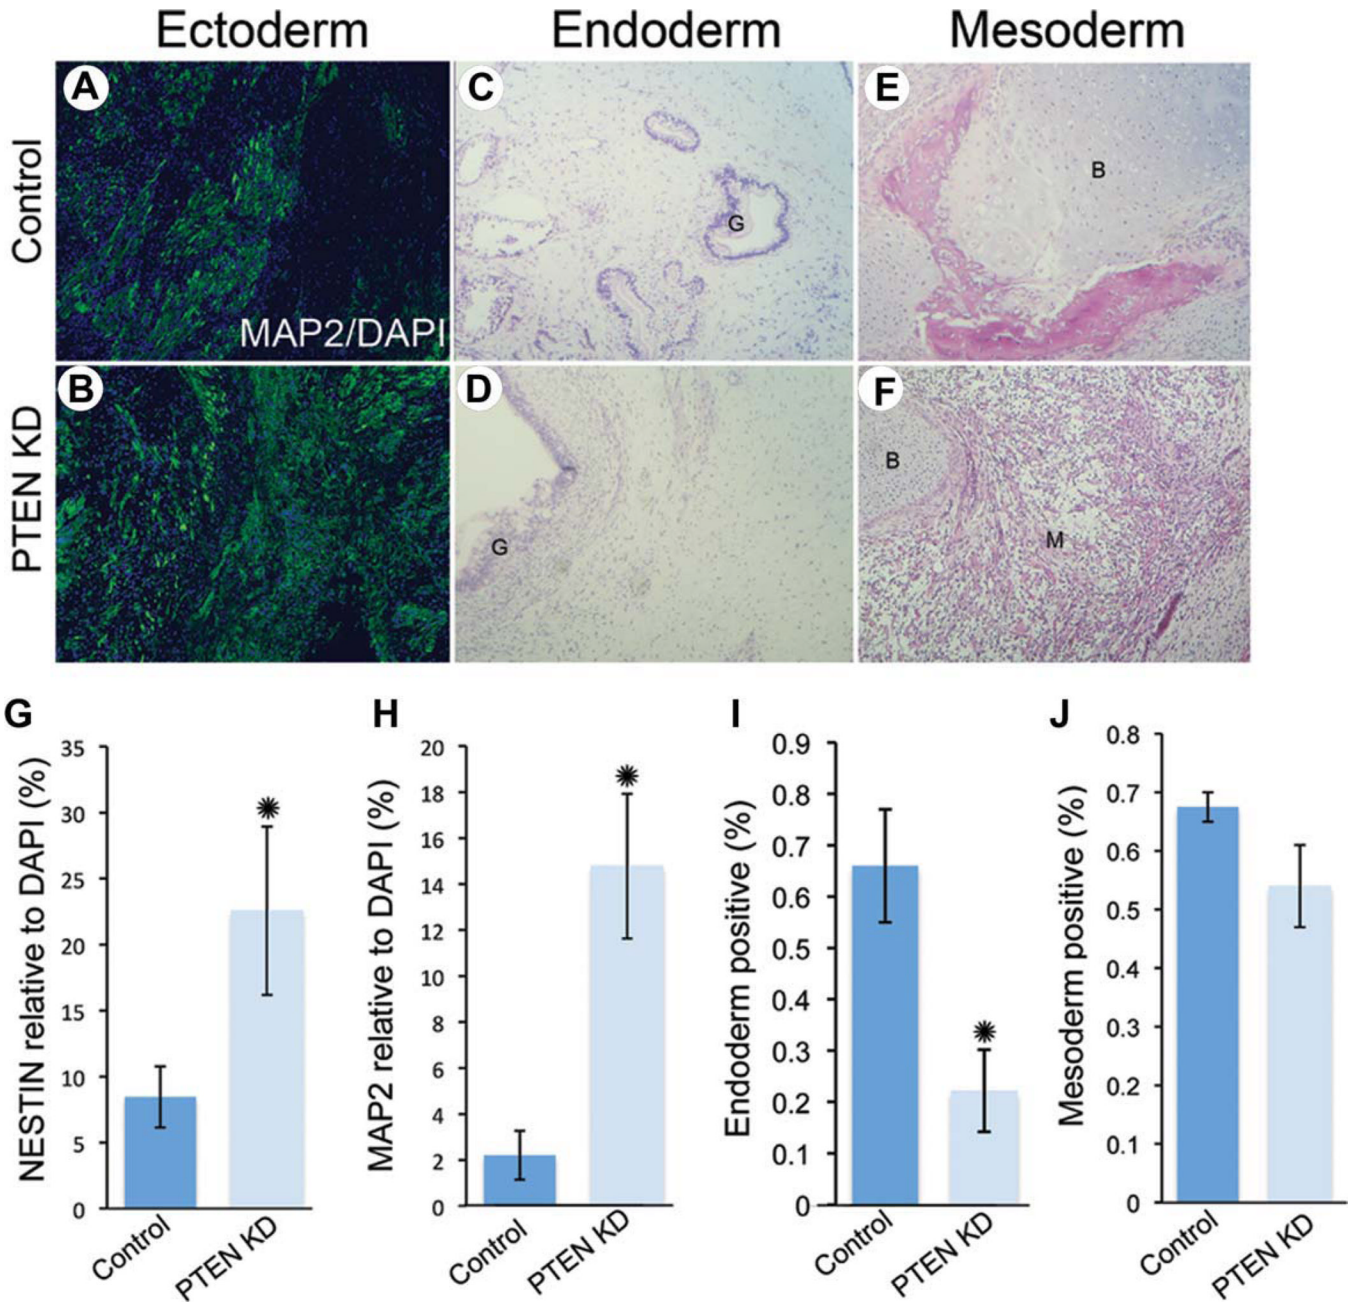 Ectoderm Endoderm Mesoderm
Control
A
MAP2/DAPI
C
G
E
B
PTEN KD
B
D
G
F
B
M
G
NESTIN relative to DAPI (%)
35
30
25
20
15
10
5
0
Control
PTEN KD
H
MAP2 relative to DAPI (%)
20
18
16
14
12
10
8
6
4
2
0
Control
PTEN KD
I
Endoderm positive (%)
0.9
0.8
0.7
0.6
0.5
0.4
0.3
0.2
0.1
0
Control
PTEN KD
J
Mesoderm positive (%)
0.8
0.7
0.6
0.5
0.4
0.3
0.2
0.1
0
Control
PTEN KD